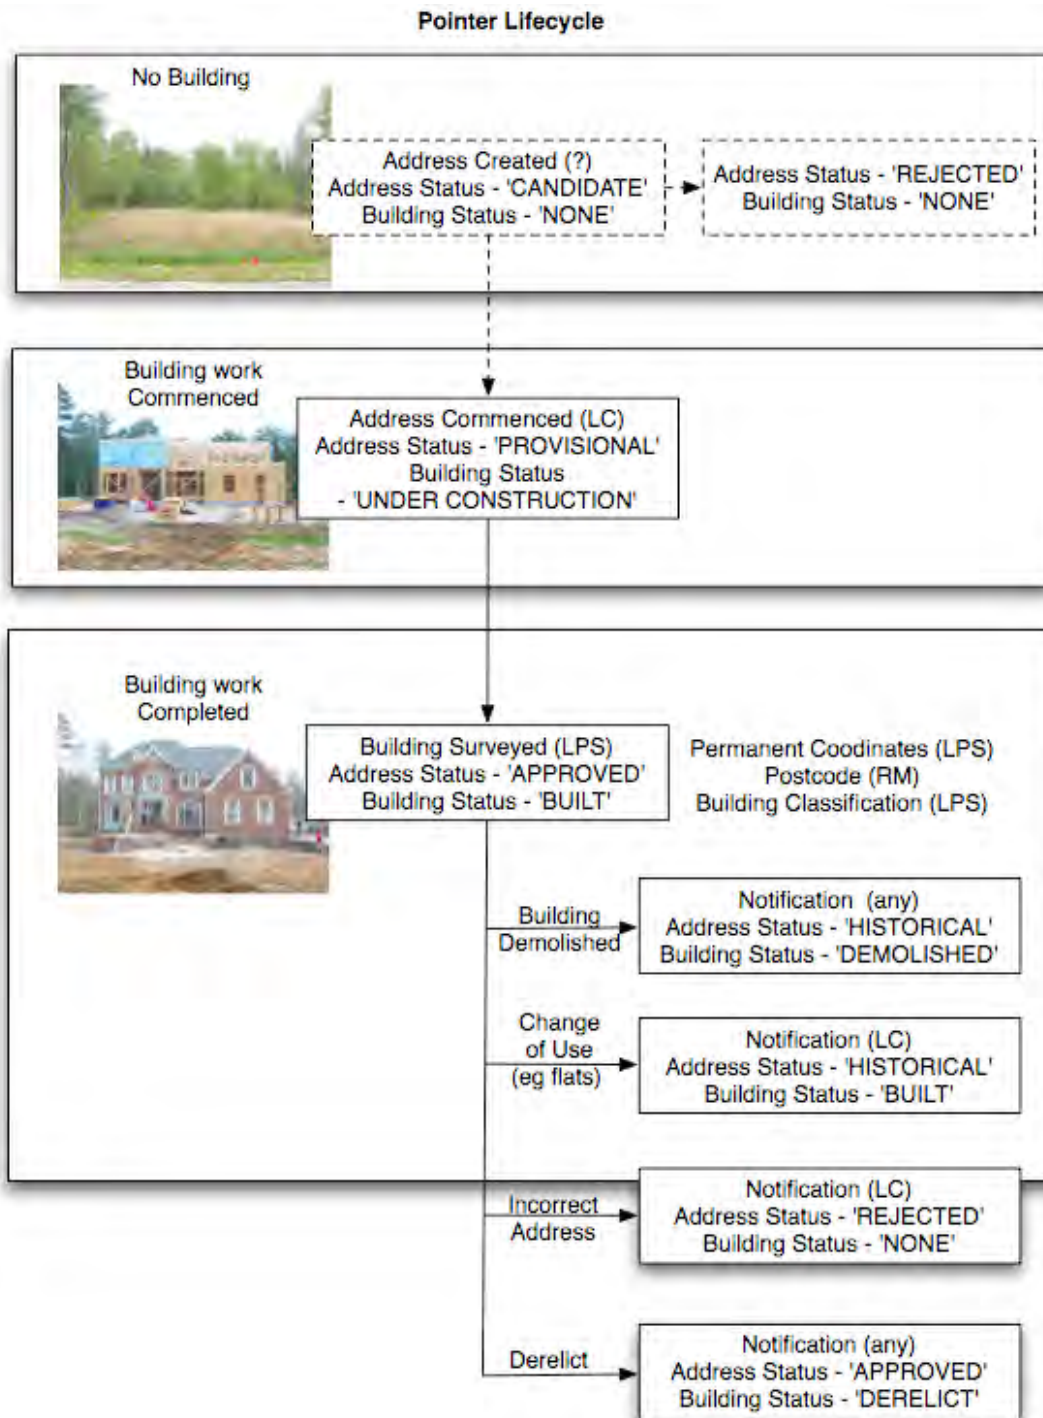 Pointer Lifecycle
No Building
Address Created (?)
Address Status - 'CANDIDATE'
Building Status - 'NONE'
Address Status - 'REJECTED'
Building Status - 'NONE'
Building work
Commenced
Address Commenced (LC)
Address Status - 'PROVISIONAL'
Building Status
- 'UNDER CONSTRUCTION'
Building work
Completed
Building Surveyed (LPS)
Address Status - 'APPROVED'
Building Status - 'BUILT'
Permanent Coodinates (LPS)
Postcode (RM)
Building Classification (LPS)
Building
Demolished
Notification (any)
Address Status - 'HISTORICAL'
Building Status - 'DEMOLISHED'
Change
of Use
(eg flats)
Notification (LC)
Address Status - 'HISTORICAL'
Building Status - 'BUILT'
Incorrect
Address
Notification (LC)
Address Status - 'REJECTED'
Building Status - 'NONE'
Derelict
Notification (any)
Address Status - 'APPROVED'
Building Status - 'DERELICT'